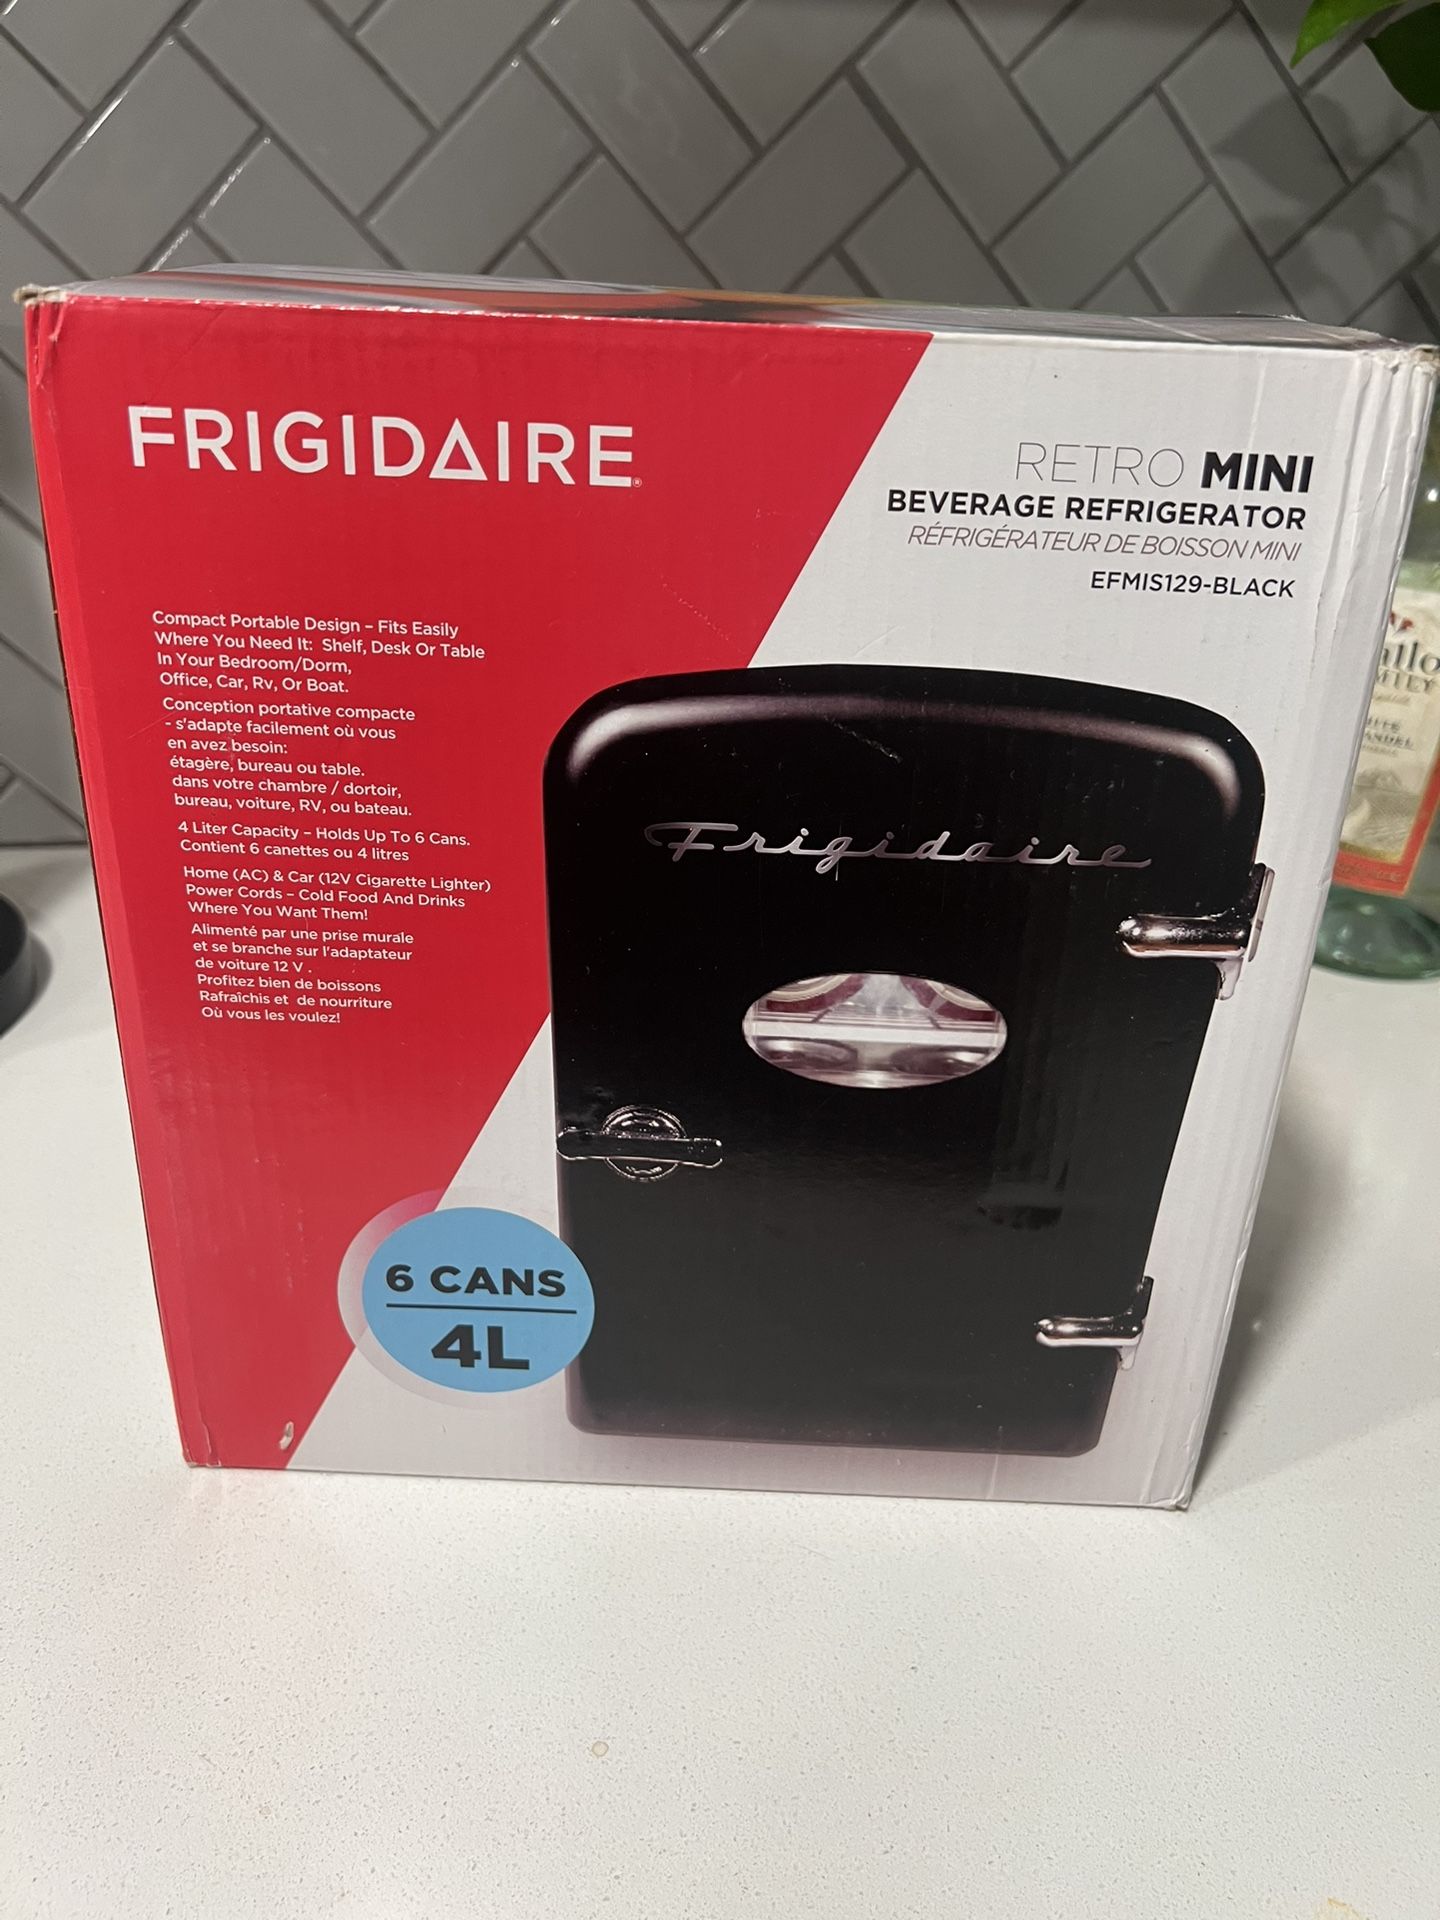 FRIGIDAIRE®
RETRO MINI
BEVERAGE REFRIGERATOR
RÉFRIGÉRATEUR DE BOISSON MINI
EFMIS129-BLACK
Compact Portable Design – Fits Easily
Where You Need It: Shelf, Desk Or Table
In Your Bedroom/Dorm,
Office, Car, Rv, Or Boat.
Conception portative compacte
- s'adapte facilement où vous
en avez besoin:
étagère, bureau ou table.
dans votre chambre / dortoir,
bureau, voiture, RV, ou bateau.
4 Liter Capacity – Holds Up To 6 Cans.
Contient 6 canettes ou 4 litres
Home (AC) & Car (12V Cigarette Lighter)
Power Cords – Cold Food And Drinks
Where You Want Them!
Alimenté par une prise murale
et se branche sur l'adaptateur
de voiture 12 V .
Profitez bien de boissons
Rafraîchis et de nourriture
Où vous les voulez!
Frigidaire
6 CANS
4L